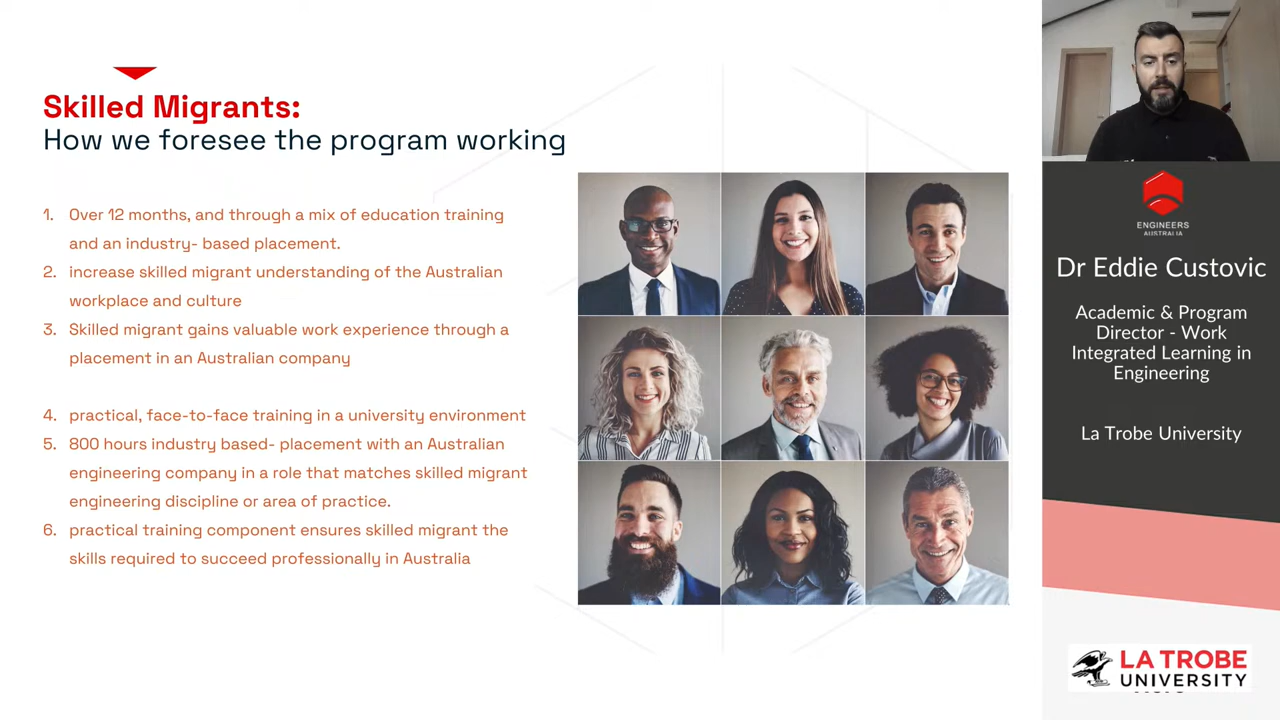 Skilled Migrants:
How we foresee the program working
1. Over 12 months, and through a mix of education training
and an industry- based placement.
2. increase skilled migrant understanding of the Australian
workplace and culture
3. Skilled migrant gains valuable work experience through a
placement in an Australian company
4. practical, face-to-face training in a university environment
5. 800 hours industry based- placement with an Australian
engineering company in a role that matches skilled migrant
engineering discipline or area of practice.
6. practical training component ensures skilled migrant the
skills required to succeed professionally in Australia
ENGINEERS
AUSTRALIA
Dr Eddie Custovic
Academic & Program
Director - Work
Integrated Learning in
Engineering
La Trobe University
LA TROBE
UNIVERSITY